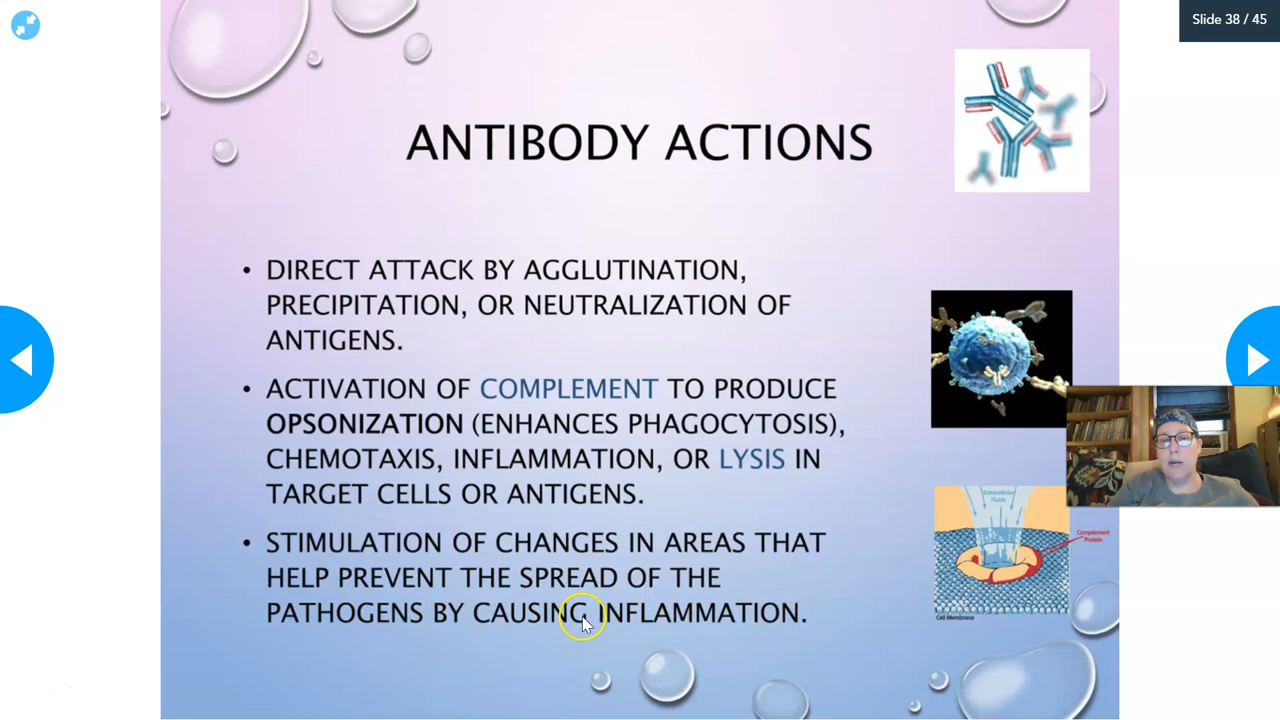 Slide 38 / 45
ANTIBODY ACTIONS
• DIRECT ATTACK BY AGGLUTINATION,
PRECIPITATION, OR NEUTRALIZATION OF
ANTIGENS.
• ACTIVATION OF COMPLEMENT TO PRODUCE
OPSONIZATION (ENHANCES PHAGOCYTOSIS),
CHEMOTAXIS, INFLAMMATION, OR LYSIS IN
TARGET CELLS OR ANTIGENS.
• STIMULATION OF CHANGES IN AREAS THAT
HELP PREVENT THE SPREAD OF THE
PATHOGENS BY CAUSING INFLAMMATION.
Extracellular
Fluids
Complement
Protein
Cell Membrane